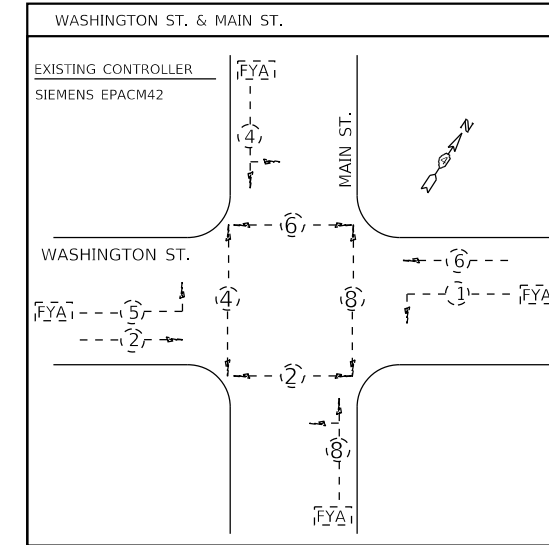 WASHINGTON ST. & MAIN ST.
EXISTING CONTROLLER
SIEMENS EPACM42
FYA
4
MAIN ST.
N
6
WASHINGTON ST.
6
4
8
FYA
5
1
FYA
2
2
8
FYA